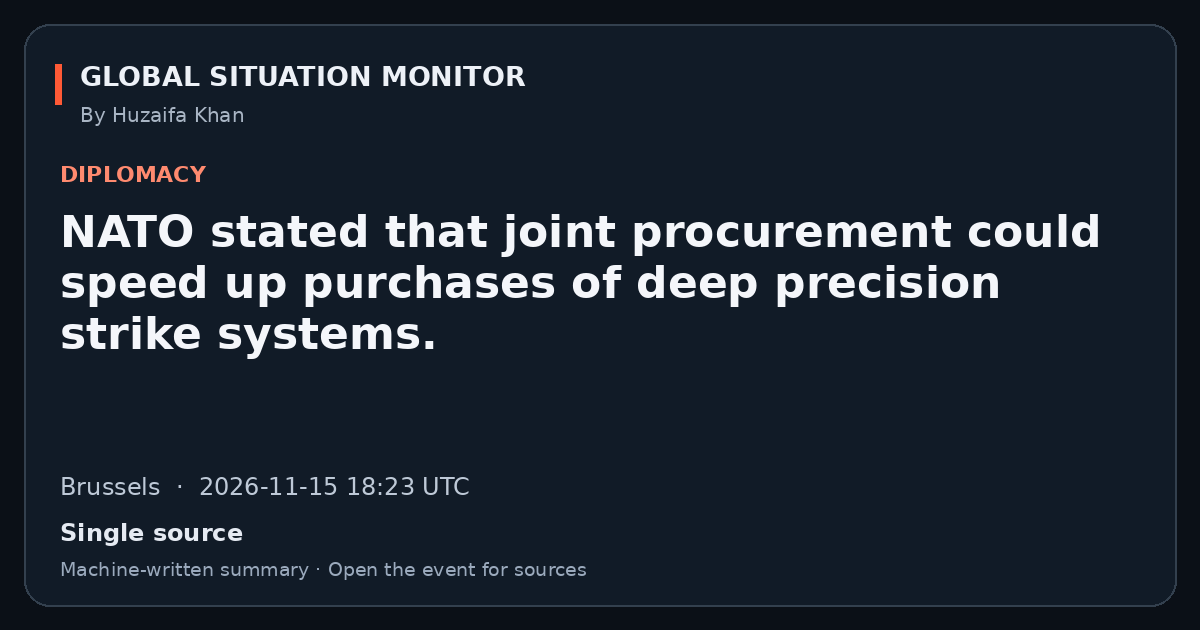 GLOBAL SITUATION MONITOR
By Huzaifa Khan
DIPLOMACY
NATO stated that joint procurement could
speed up purchases of deep precision
strike systems.
Brussels · 2026-11-15 18:23 UTC
Single source
Machine-written summary · Open the event for sources